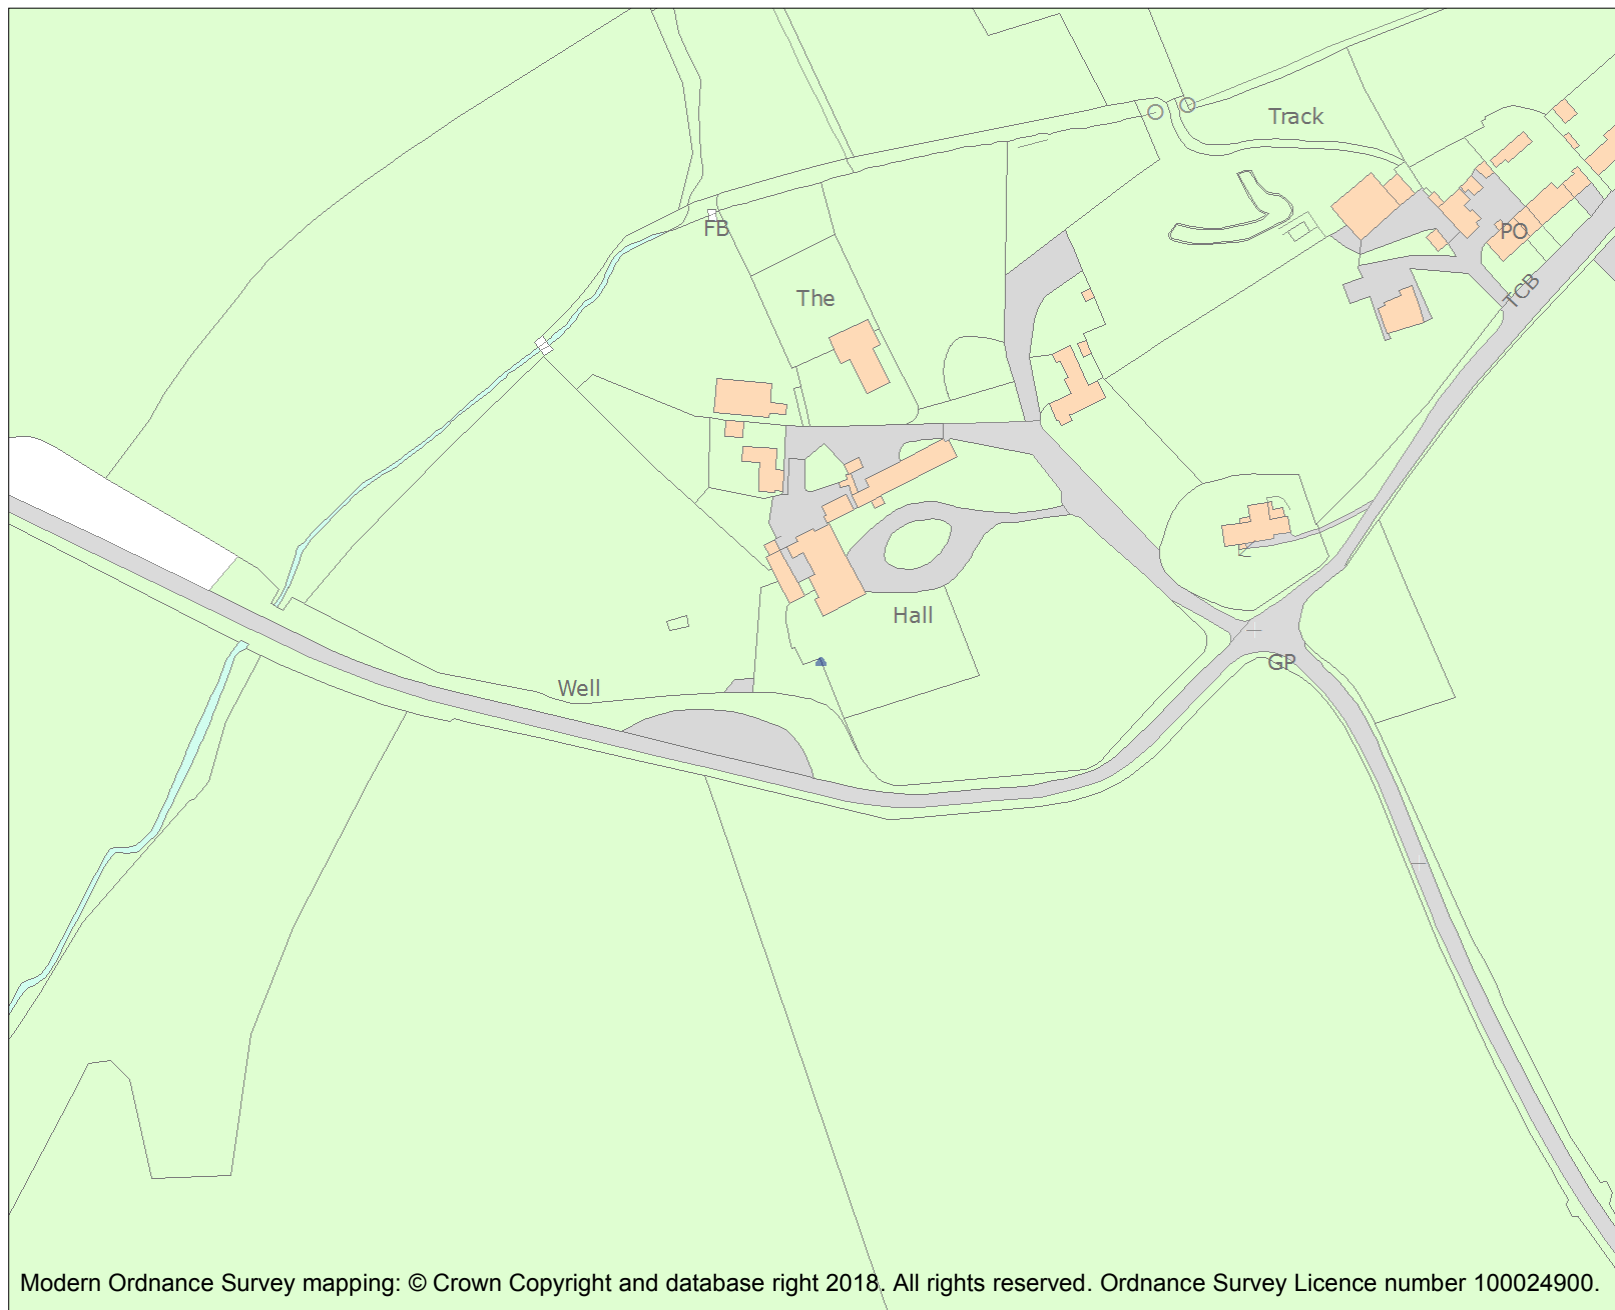 Track
FB
PO
The
TCB
Hall
GP
Well
Modern Ordnance Survey mapping: © Crown Copyright and database right 2018. All rights reserved. Ordnance Survey Licence number 100024900.